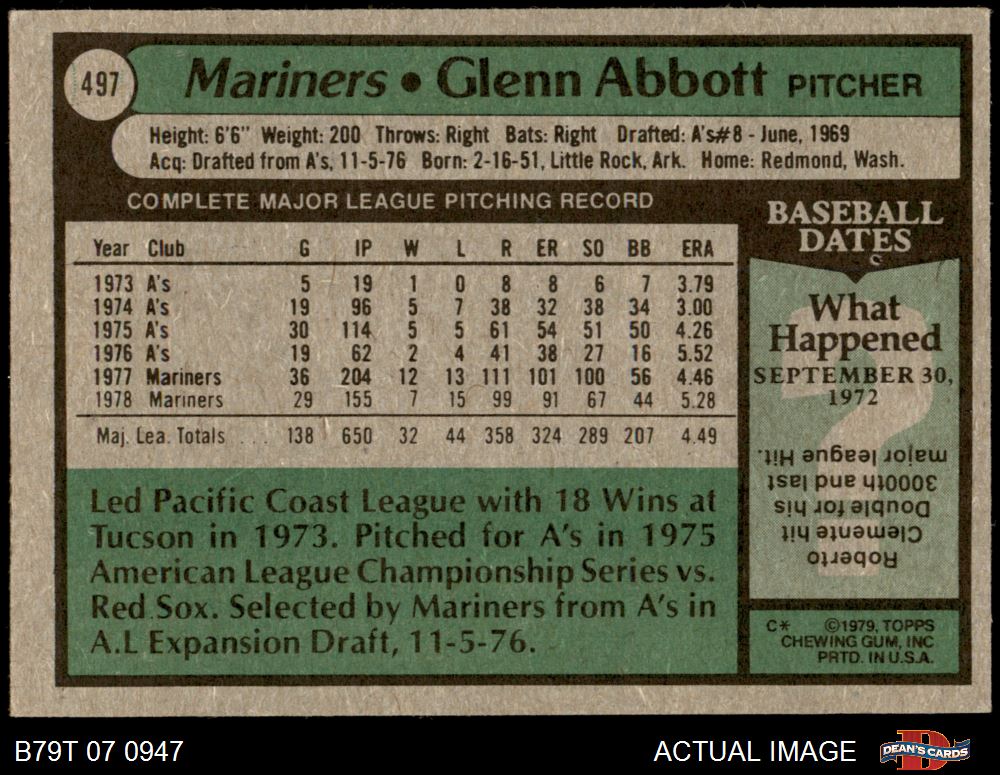 497
Mariners • Glenn Abbott PITCHER
Height: 6'6" Weight: 200 Throws: Right Bats: Right Drafted: A's#8 - June, 1969
Acq: Drafted from A's, 11-5-76 Born: 2-16-51, Little Rock, Ark. Home: Redmond, Wash.
COMPLETE MAJOR LEAGUE PITCHING RECORD
Year Club G IP W L R ER SO BB ERA
1973 A's 5 19 1 0 8 8 6 7 3.79
1974 A's 19 96 5 7 38 32 38 34 3.00
1975 A's 30 114 5 5 61 54 51 50 4.26
1976 A's 19 62 2 4 41 38 27 16 5.52
1977 Mariners 36 204 12 13 111 101 100 56 4.46
1978 Mariners 29 155 7 15 99 91 67 44 5.28
Maj. Lea. Totals . . . 138 650 32 44 358 324 289 207 4.49
Led Pacific Coast League with 18 Wins at
Tucson in 1973. Pitched for A's in 1975
American League Championship Series vs.
Red Sox. Selected by Mariners from A's in
A.L Expansion Draft, 11-5-76.
BASEBALL
DATES
What
Happened
SEPTEMBER 30,
1972
?
Roberto
Clemente hit
Double for his
3000th and last
major league Hit.
C* ©1979, TOPPS
CHEWING GUM, INC
PRTD. IN U.S.A.
B79T 07 0947
ACTUAL IMAGE
DEAN'S CARDS